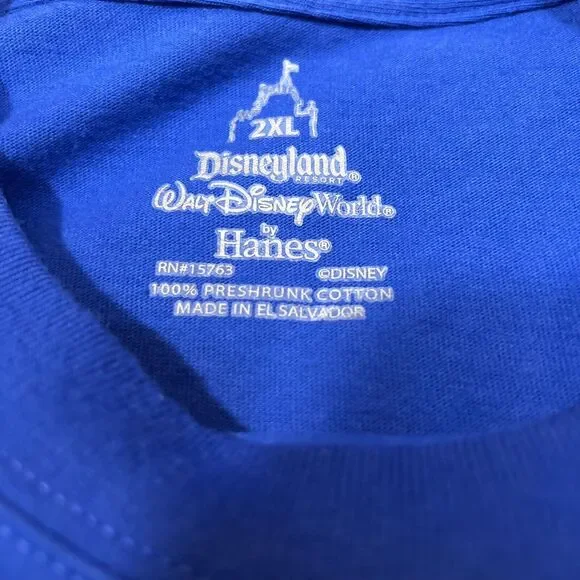 2XL
Disneyland®
RESORT
WALT DISNEY World®
by
Hanes®
RN#15763 ©DISNEY
100% PRESHRUNK COTTON
MADE IN EL SALVADOR